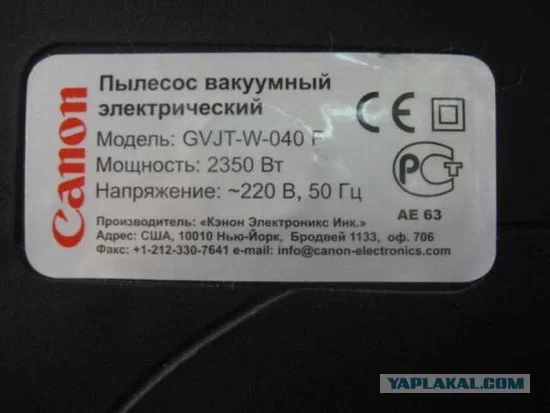 Canon
Пылесос вакуумный
электрический
Модель: GVJT-W-040 F
Мощность: 2350 Вт
Напряжение: ~220 В, 50 Гц
CE
РСТ
АЕ 63
Производитель: «Кэнон Электроникс Инк.»
Адрес: США, 10010 Нью-Йорк, Бродвей 1133, оф. 706
Факс: +1-212-330-7641 e-mail: info@canon-electronics.com
YAPLAKAL.COM